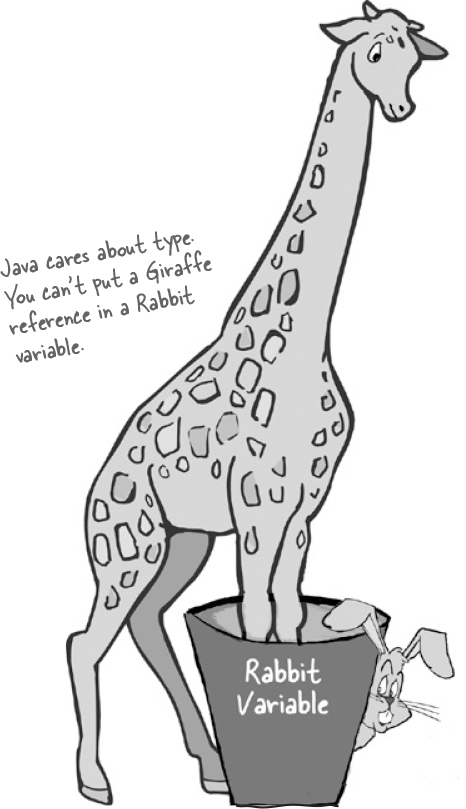 Java cares about type.
You can't put a Giraffe
reference in a Rabbit
variable.
Rabbit
Variable